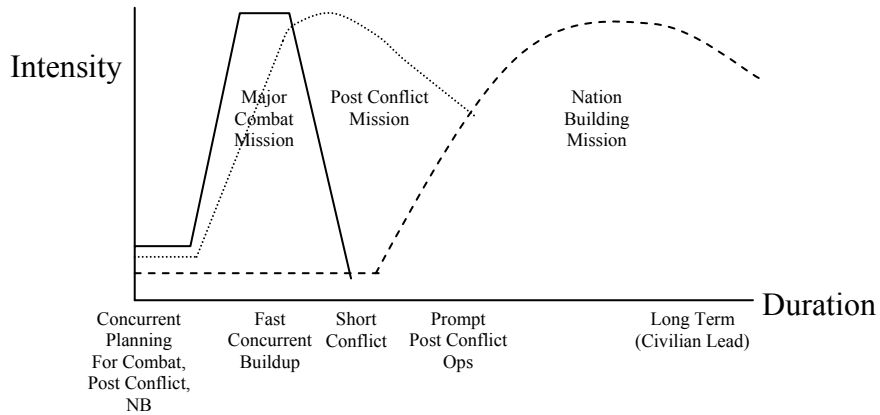 Intensity
Major
Combat
Mission
Post Conflict
Mission
Nation
Building
Mission
Duration
Concurrent
Planning
For Combat,
Post Conflict,
NB
Fast
Concurrent
Buildup
Short
Conflict
Prompt
Post Conflict
Ops
Long Term
(Civilian Lead)